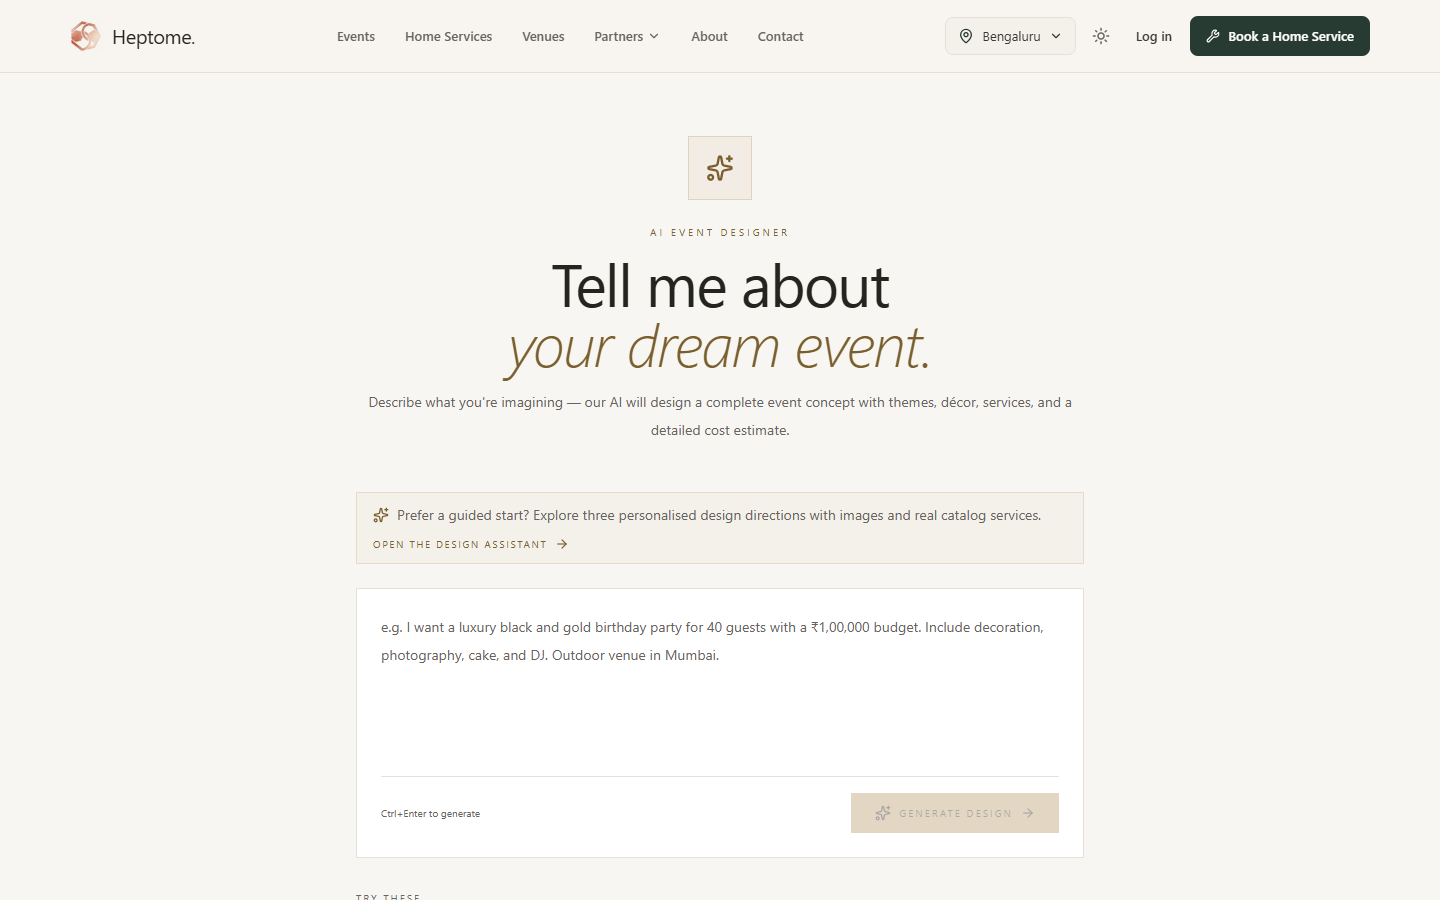 Heptome.
Events
Home Services
Venues
Partners
About
Contact
Bengaluru
Log in
Book a Home Service
AI EVENT DESIGNER
Tell me about
your dream event.
Describe what you're imagining — our AI will design a complete event concept with themes, décor, services, and a
detailed cost estimate.
Prefer a guided start? Explore three personalised design directions with images and real catalog services.
OPEN THE DESIGN ASSISTANT
e.g. I want a luxury black and gold birthday party for 40 guests with a ₹1,00,000 budget. Include decoration,
photography, cake, and DJ. Outdoor venue in Mumbai.
Ctrl+Enter to generate
GENERATE DESIGN
TRY THESE